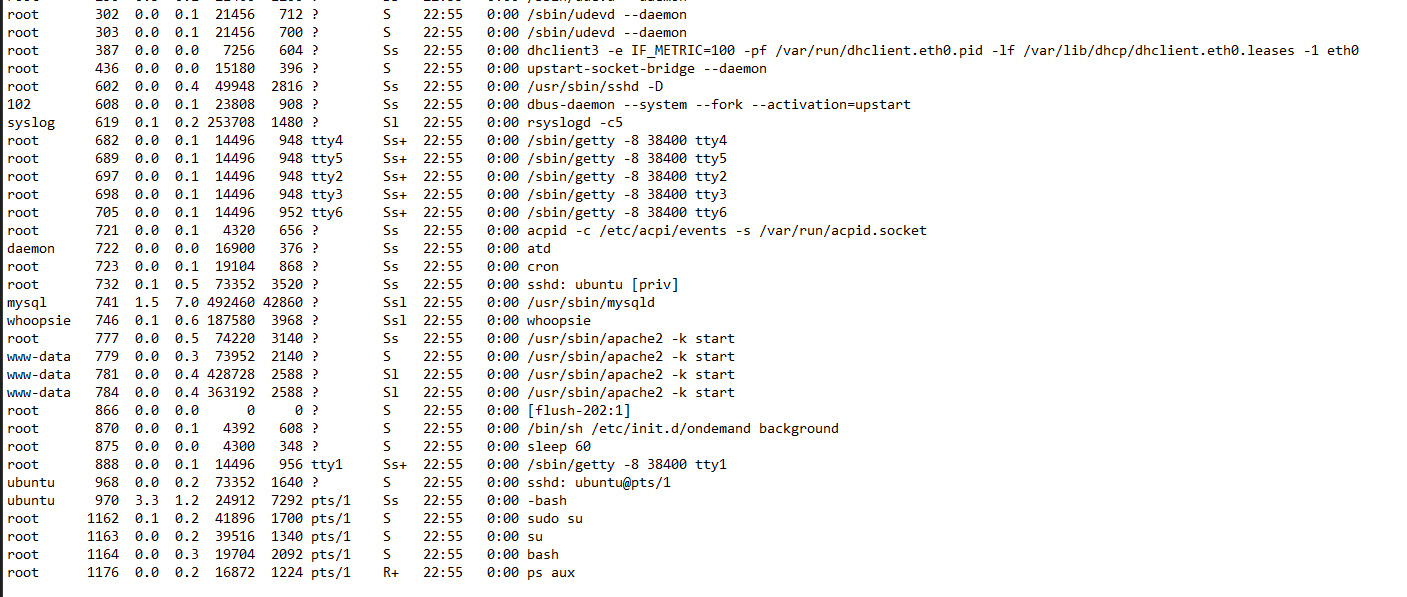 root 302 0.0 0.1 21456 712 ? S 22:55 0:00 /sbin/udevd --daemon
root 303 0.0 0.1 21456 700 ? S 22:55 0:00 /sbin/udevd --daemon
root 387 0.0 0.0 7256 604 ? Ss 22:55 0:00 dhclient3 -e IF_METRIC=100 -pf /var/run/dhclient.eth0.pid -lf /var/lib/dhcp/dhclient.eth0.leases -1 eth0
root 436 0.0 0.0 15180 396 ? S 22:55 0:00 upstart-socket-bridge --daemon
root 602 0.0 0.4 49948 2816 ? Ss 22:55 0:00 /usr/sbin/sshd -D
102 608 0.0 0.1 23808 908 ? Ss 22:55 0:00 dbus-daemon --system --fork --activation=upstart
syslog 619 0.1 0.2 253708 1480 ? Sl 22:55 0:00 rsyslogd -c5
root 682 0.0 0.1 14496 948 tty4 Ss+ 22:55 0:00 /sbin/getty -8 38400 tty4
root 689 0.0 0.1 14496 948 tty5 Ss+ 22:55 0:00 /sbin/getty -8 38400 tty5
root 697 0.0 0.1 14496 948 tty2 Ss+ 22:55 0:00 /sbin/getty -8 38400 tty2
root 698 0.0 0.1 14496 948 tty3 Ss+ 22:55 0:00 /sbin/getty -8 38400 tty3
root 705 0.0 0.1 14496 952 tty6 Ss+ 22:55 0:00 /sbin/getty -8 38400 tty6
root 721 0.0 0.1 4320 656 ? Ss 22:55 0:00 acpid -c /etc/acpi/events -s /var/run/acpid.socket
daemon 722 0.0 0.0 16900 376 ? Ss 22:55 0:00 atd
root 723 0.0 0.1 19104 868 ? Ss 22:55 0:00 cron
root 732 0.1 0.5 73352 3520 ? Ss 22:55 0:00 sshd: ubuntu [priv]
mysql 741 1.5 7.0 492460 42860 ? Ssl 22:55 0:00 /usr/sbin/mysqld
whoopsie 746 0.1 0.6 187580 3968 ? Ssl 22:55 0:00 whoopsie
root 777 0.0 0.5 74220 3140 ? Ss 22:55 0:00 /usr/sbin/apache2 -k start
www-data 779 0.0 0.3 73952 2140 ? S 22:55 0:00 /usr/sbin/apache2 -k start
www-data 781 0.0 0.4 428728 2588 ? Sl 22:55 0:00 /usr/sbin/apache2 -k start
www-data 784 0.0 0.4 363192 2588 ? Sl 22:55 0:00 /usr/sbin/apache2 -k start
root 866 0.0 0.0 0 0 ? S 22:55 0:00 [flush-202:1]
root 870 0.0 0.1 4392 608 ? S 22:55 0:00 /bin/sh /etc/init.d/ondemand background
root 875 0.0 0.0 4300 348 ? S 22:55 0:00 sleep 60
root 888 0.0 0.1 14496 956 tty1 Ss+ 22:55 0:00 /sbin/getty -8 38400 tty1
ubuntu 968 0.0 0.2 73352 1640 ? S 22:55 0:00 sshd: ubuntu@pts/1
ubuntu 970 3.3 1.2 24912 7292 pts/1 Ss 22:55 0:00 -bash
root 1162 0.1 0.2 41896 1700 pts/1 S 22:55 0:00 sudo su
root 1163 0.0 0.2 39516 1340 pts/1 S 22:55 0:00 su
root 1164 0.0 0.3 19704 2092 pts/1 S 22:55 0:00 bash
root 1176 0.0 0.2 16872 1224 pts/1 R+ 22:55 0:00 ps aux